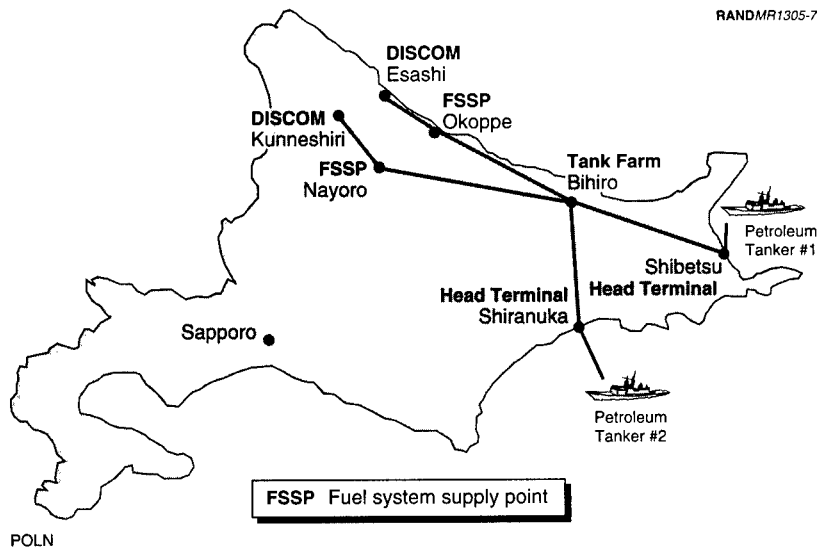 RANDMR1305-7
DISCOM
Esashi
FSSP
Okoppe
DISCOM
Kunneshiri
FSSP
Nayoro
Tank Farm
Bihiro
Petroleum
Tanker #1
Shibetsu
Head Terminal
Head Terminal
Shiranuka
Sapporo
Petroleum
Tanker #2
FSSP Fuel system supply point
POLN